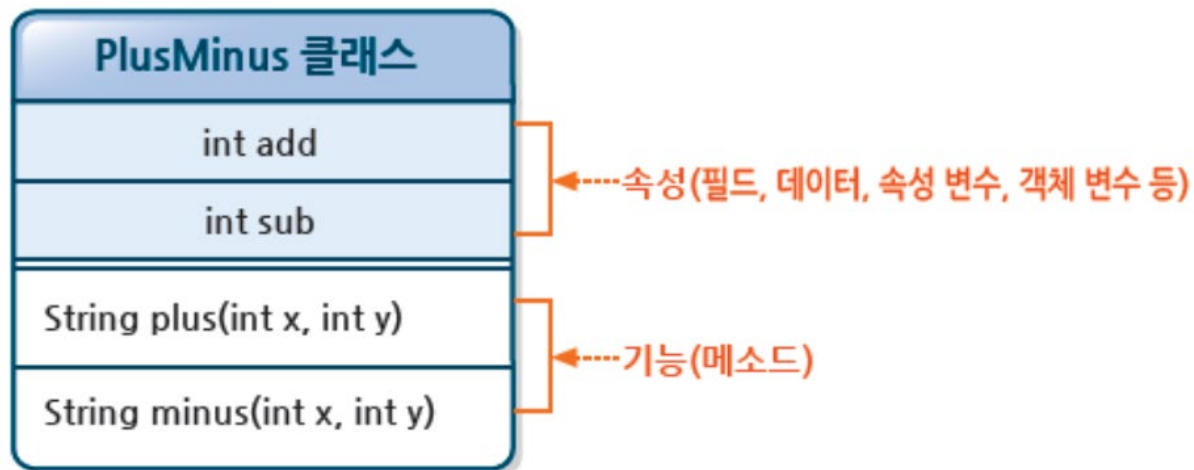 PlusMinus 클래스
int add
int sub
속성(필드, 데이터, 속성 변수, 객체 변수 등)
String plus(int x, int y)
String minus(int x, int y)
기능(메소드)